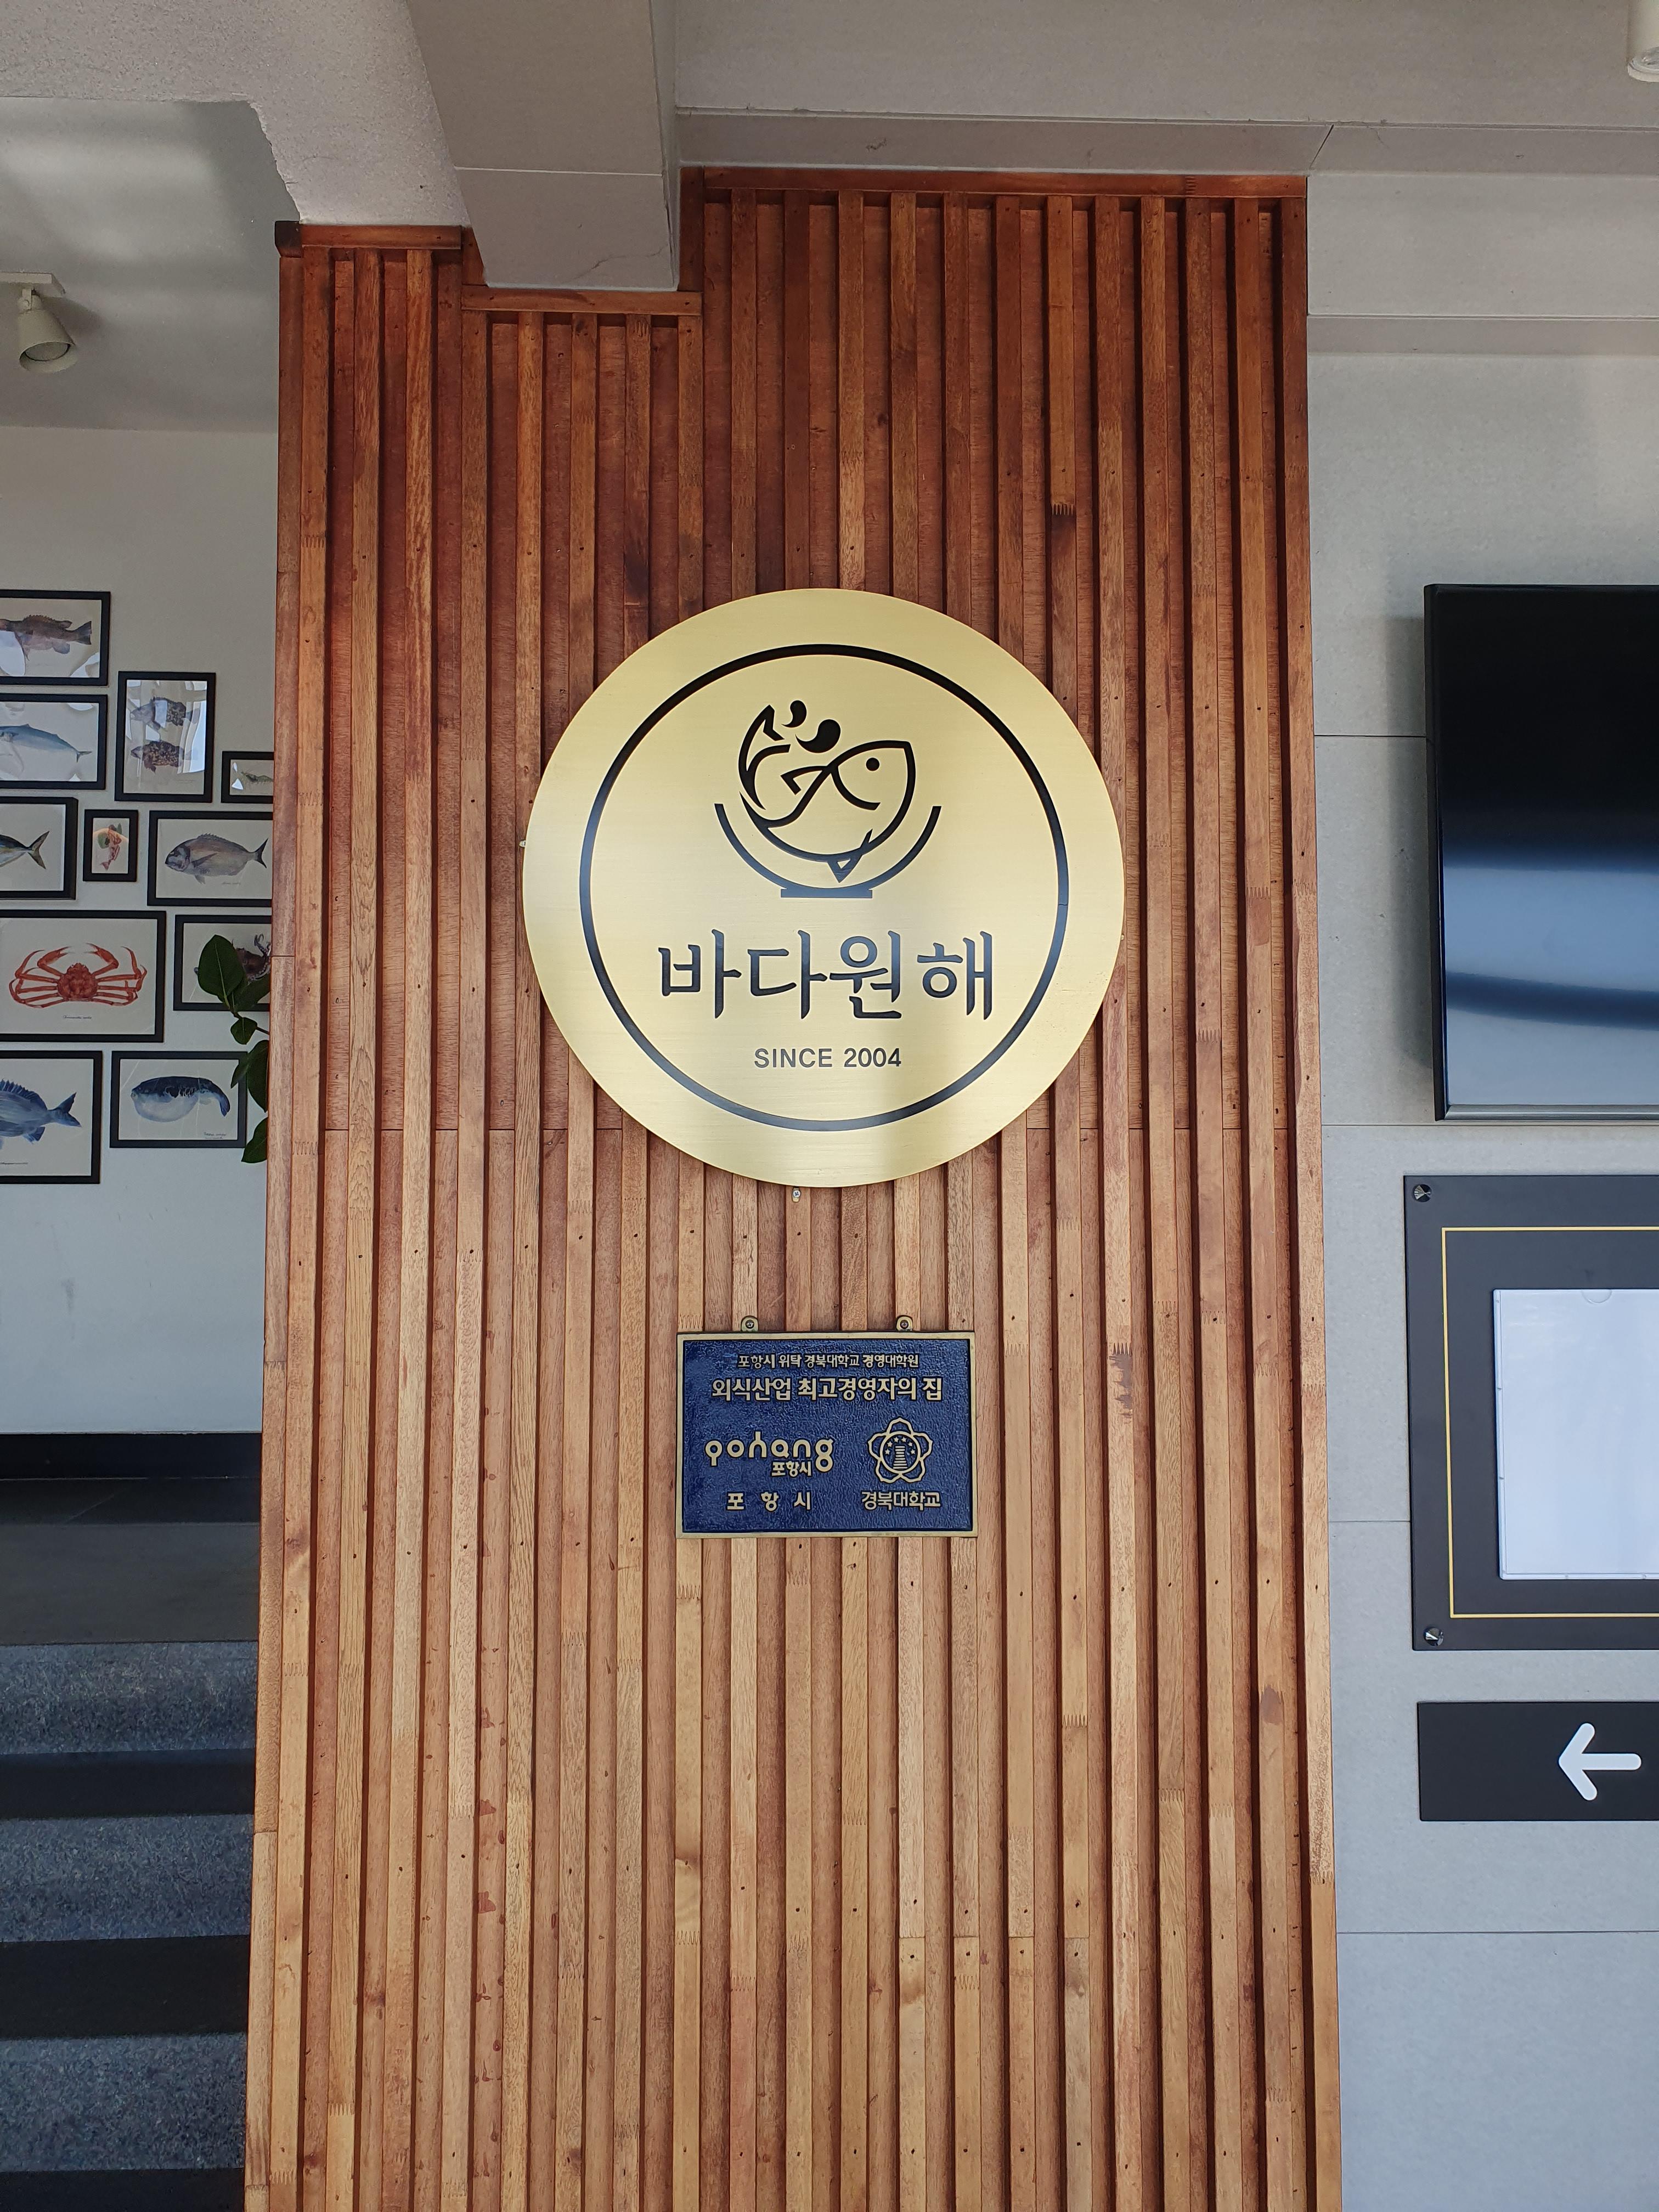 바다원해
SINCE 2004
포항시 위탁 경북대학교 경영대학원
외식산업 최고경영자의 집
pohang
포항시
포항시
경북대학교